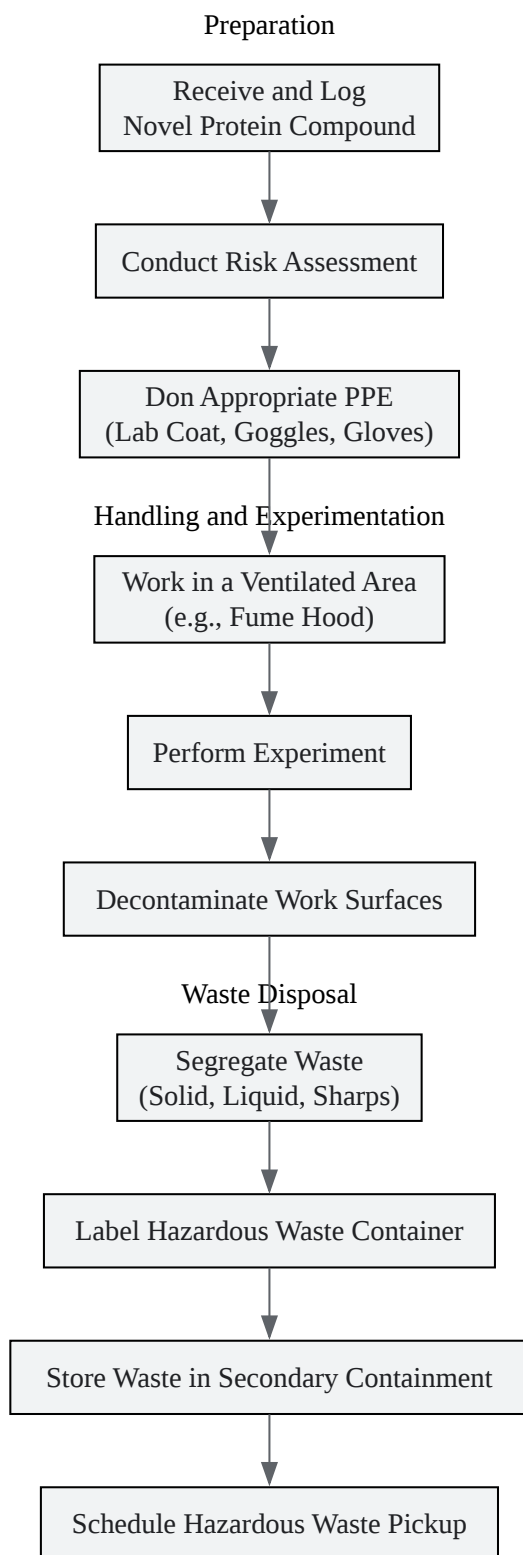 Preparation
Receive and Log
Novel Protein Compound
Conduct Risk Assessment
Don Appropriate PPE
(Lab Coat, Goggles, Gloves)
Handling and Experimentation
Work in a Ventilated Area
(e.g., Fume Hood)
Perform Experiment
Decontaminate Work Surfaces
Waste Disposal
Segregate Waste
(Solid, Liquid, Sharps)
Label Hazardous Waste Container
Store Waste in Secondary Containment
Schedule Hazardous Waste Pickup